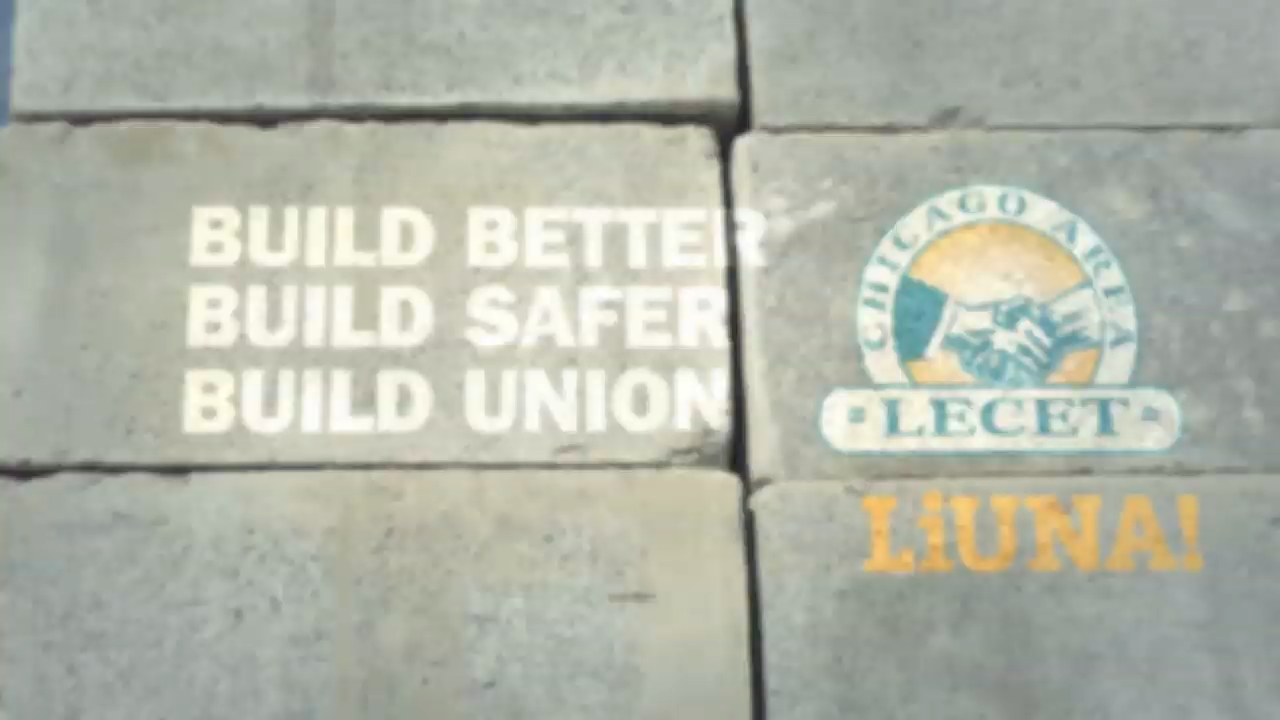 BUILD BETTER
BUILD SAFER
BUILD UNION
CHICAGO AREA
LECET
LiUNA!